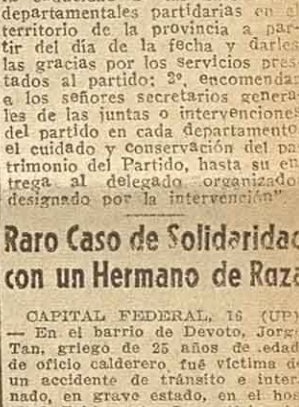 departamentales partidarias en el
territorio de la provincia a par-
tir del día de la fecha y darles
las gracias por los servicios pres
tados al partido; 2º, encomendar
a los señores secretarios genera-
les de las juntas o intervenciones
del partido en cada departamento
el cuidado y conservación del pa
trimonio del Partido, hasta su en
trega al delegado organizado
designado por la intervención".
Raro Caso de Solidaridad
con un Hermano de Raza
CAPITAL FEDERAL, 16 (UP)
— En el barrio de Devoto, Jorge
Tan, griego de 25 años de edad
de oficio calderero fué víctima de
un accidente de tránsito e inter-
nado, en grave estado, en el hos